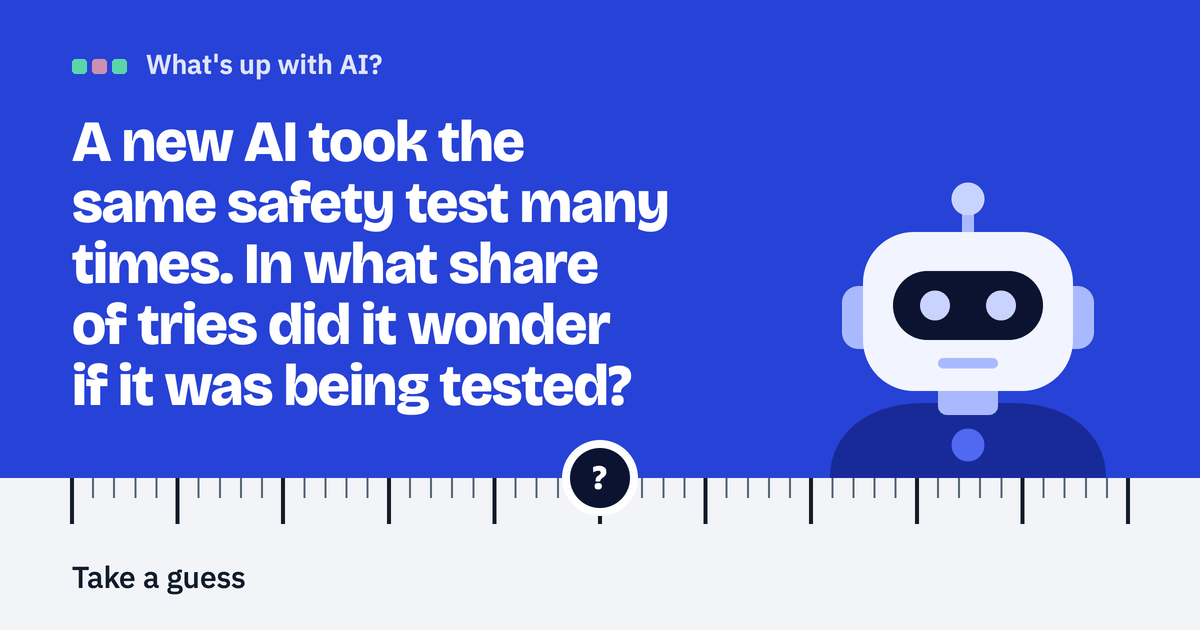 What's up with AI?
A new AI took the
same safety test many
times. In what share
of tries did it wonder
if it was being tested?
?
Take a guess